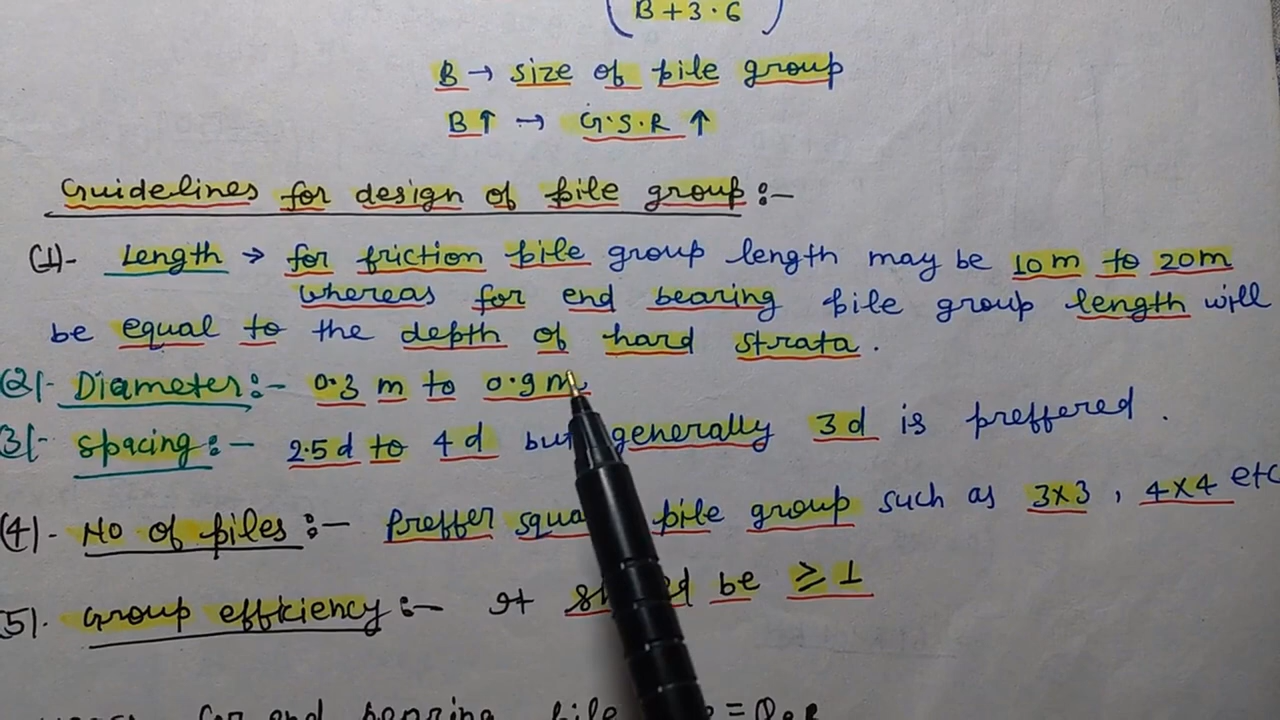 B + 3.6
B → size of pile group
B↑ → G.S.R ↑
Guidelines for design of pile group :-
(1)- Length → for friction pile group length may be 10m to 20m
whereas for end bearing pile group length will
be equal to the depth of hard strata.
(2)- Diameter :- 0.3 m to 0.9 m
(3)- Spacing :- 2.5d to 4d but generally 3d is preffered.
(4)- No of piles :- Preffer pile group such as 3x3, 4x4 etc
(5)- Group efficiency :- It be ≥ 1
for end bearing pile